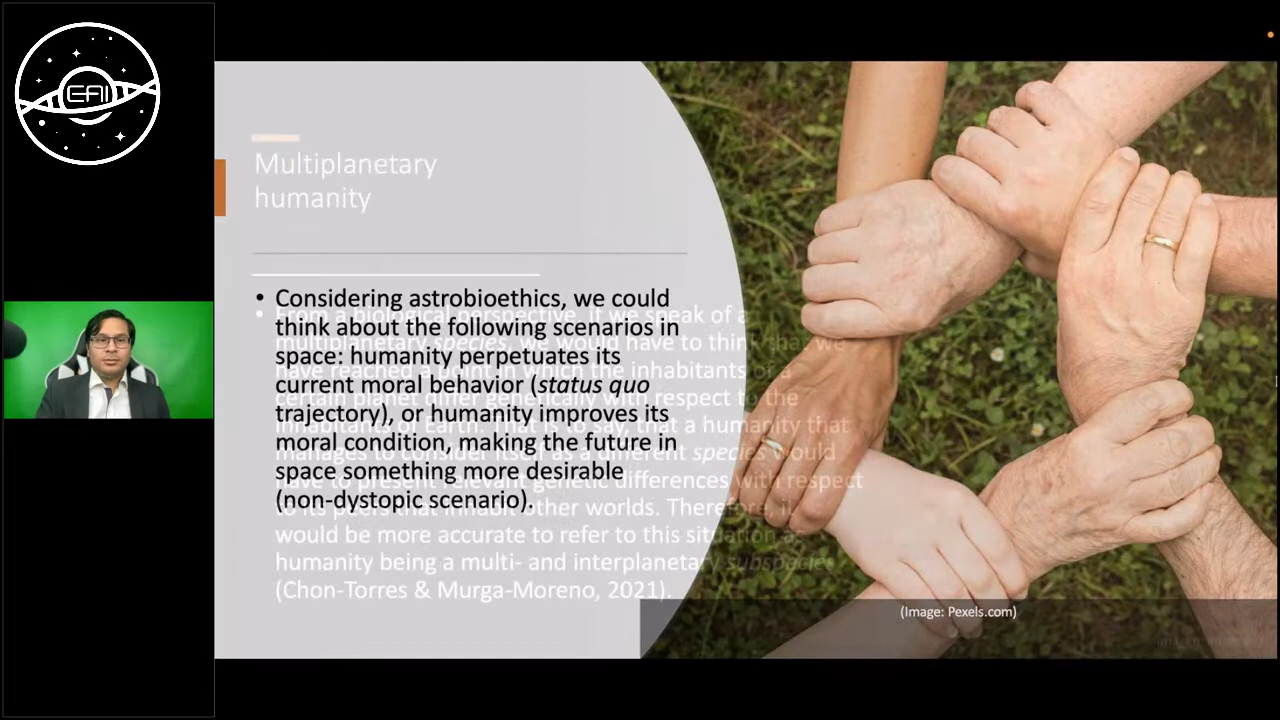 EAI
Multiplanetary
humanity
• Considering astrobioethics, we could
think about the following scenarios in
space: humanity perpetuates its
current moral behavior (status quo
trajectory), or humanity improves its
moral condition, making the future in
space something more desirable
(non-dystopic scenario).
• From a biological perspective, if we speak of a
multiplanetary species, we would have to think that we
have reached a point in which the inhabitants of a
certain planet differ genetically with respect to the
inhabitants of Earth. That is to say, that a humanity that
manages to consider itself as a different species would
have to present relevant genetic differences with respect
to its peers that inhabit other worlds. Therefore, it
would be more accurate to refer to this situation as
humanity being a multi- and interplanetary subspecies
(Chon-Torres & Murga-Moreno, 2021).
(Image: Pexels.com)